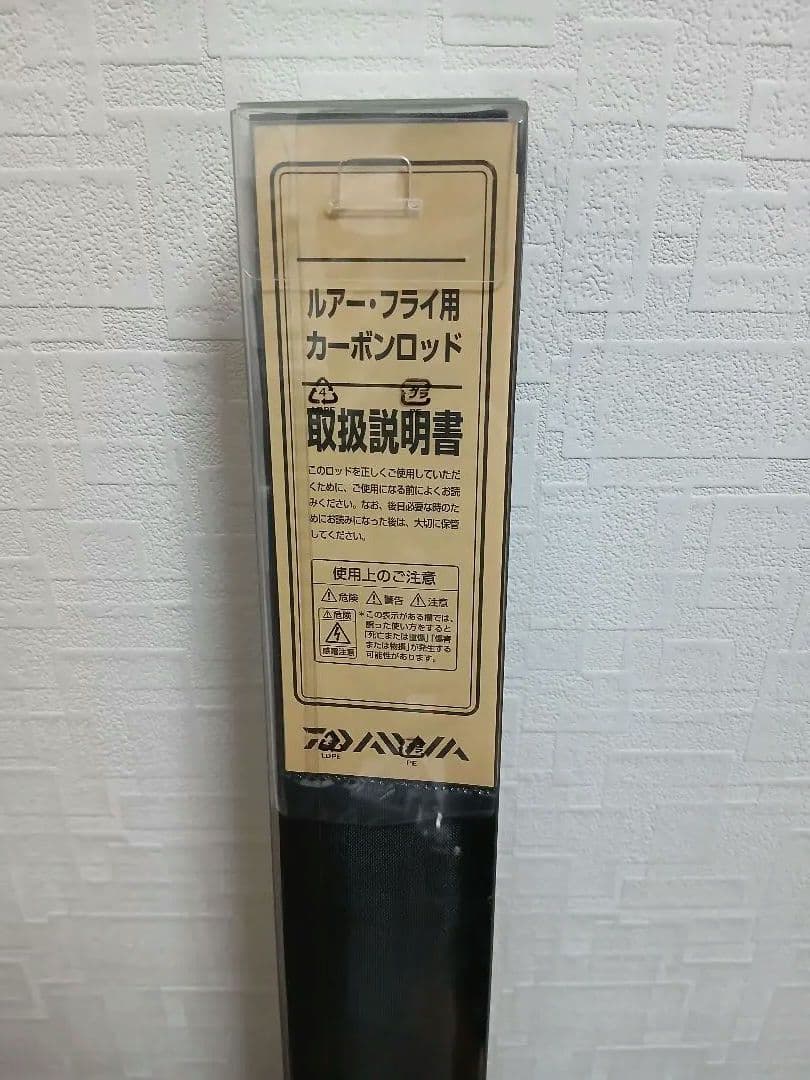 ルアー・フライ用
カーボンロッド
4
プラ
取扱説明書
このロッドを正しくご使用していただ
くために、ご使用になる前によくお読
みください。なお、後日必要な時のた
めにお読みになった後は、大切に保管
してください。
使用上のご注意
⚠危険 ⚠警告 ⚠注意
⚠危険
感電注意
*この表示がある欄では、
誤った使い方をすると
「死亡または重傷」「傷害
または物損」が発生する
可能性があります。
DAIWA
LDPE
PE